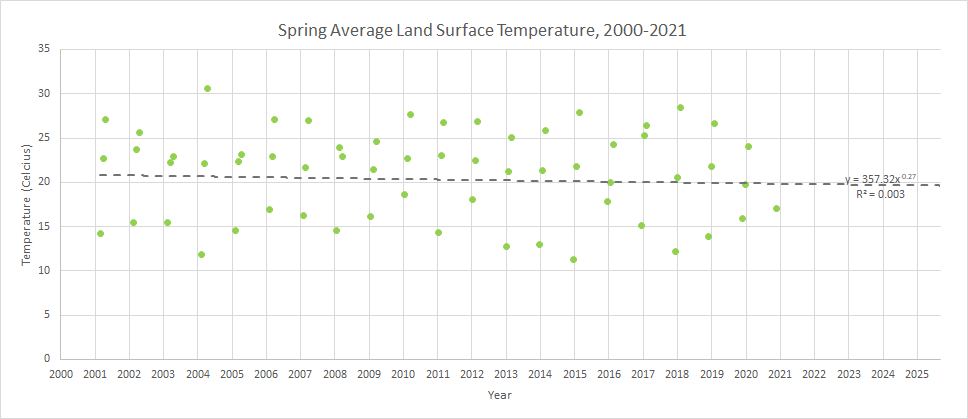 Spring Average Land Surface Temperature, 2000-2021
35
30
25
20
15
10
5
0
Temperature (Celcius)
y = 357.32x^0.27
R² = 0.003
2000 2001 2002 2003 2004 2005 2006 2007 2008 2009 2010 2011 2012 2013 2014 2015 2016 2017 2018 2019 2020 2021 2022 2023 2024 2025
Year